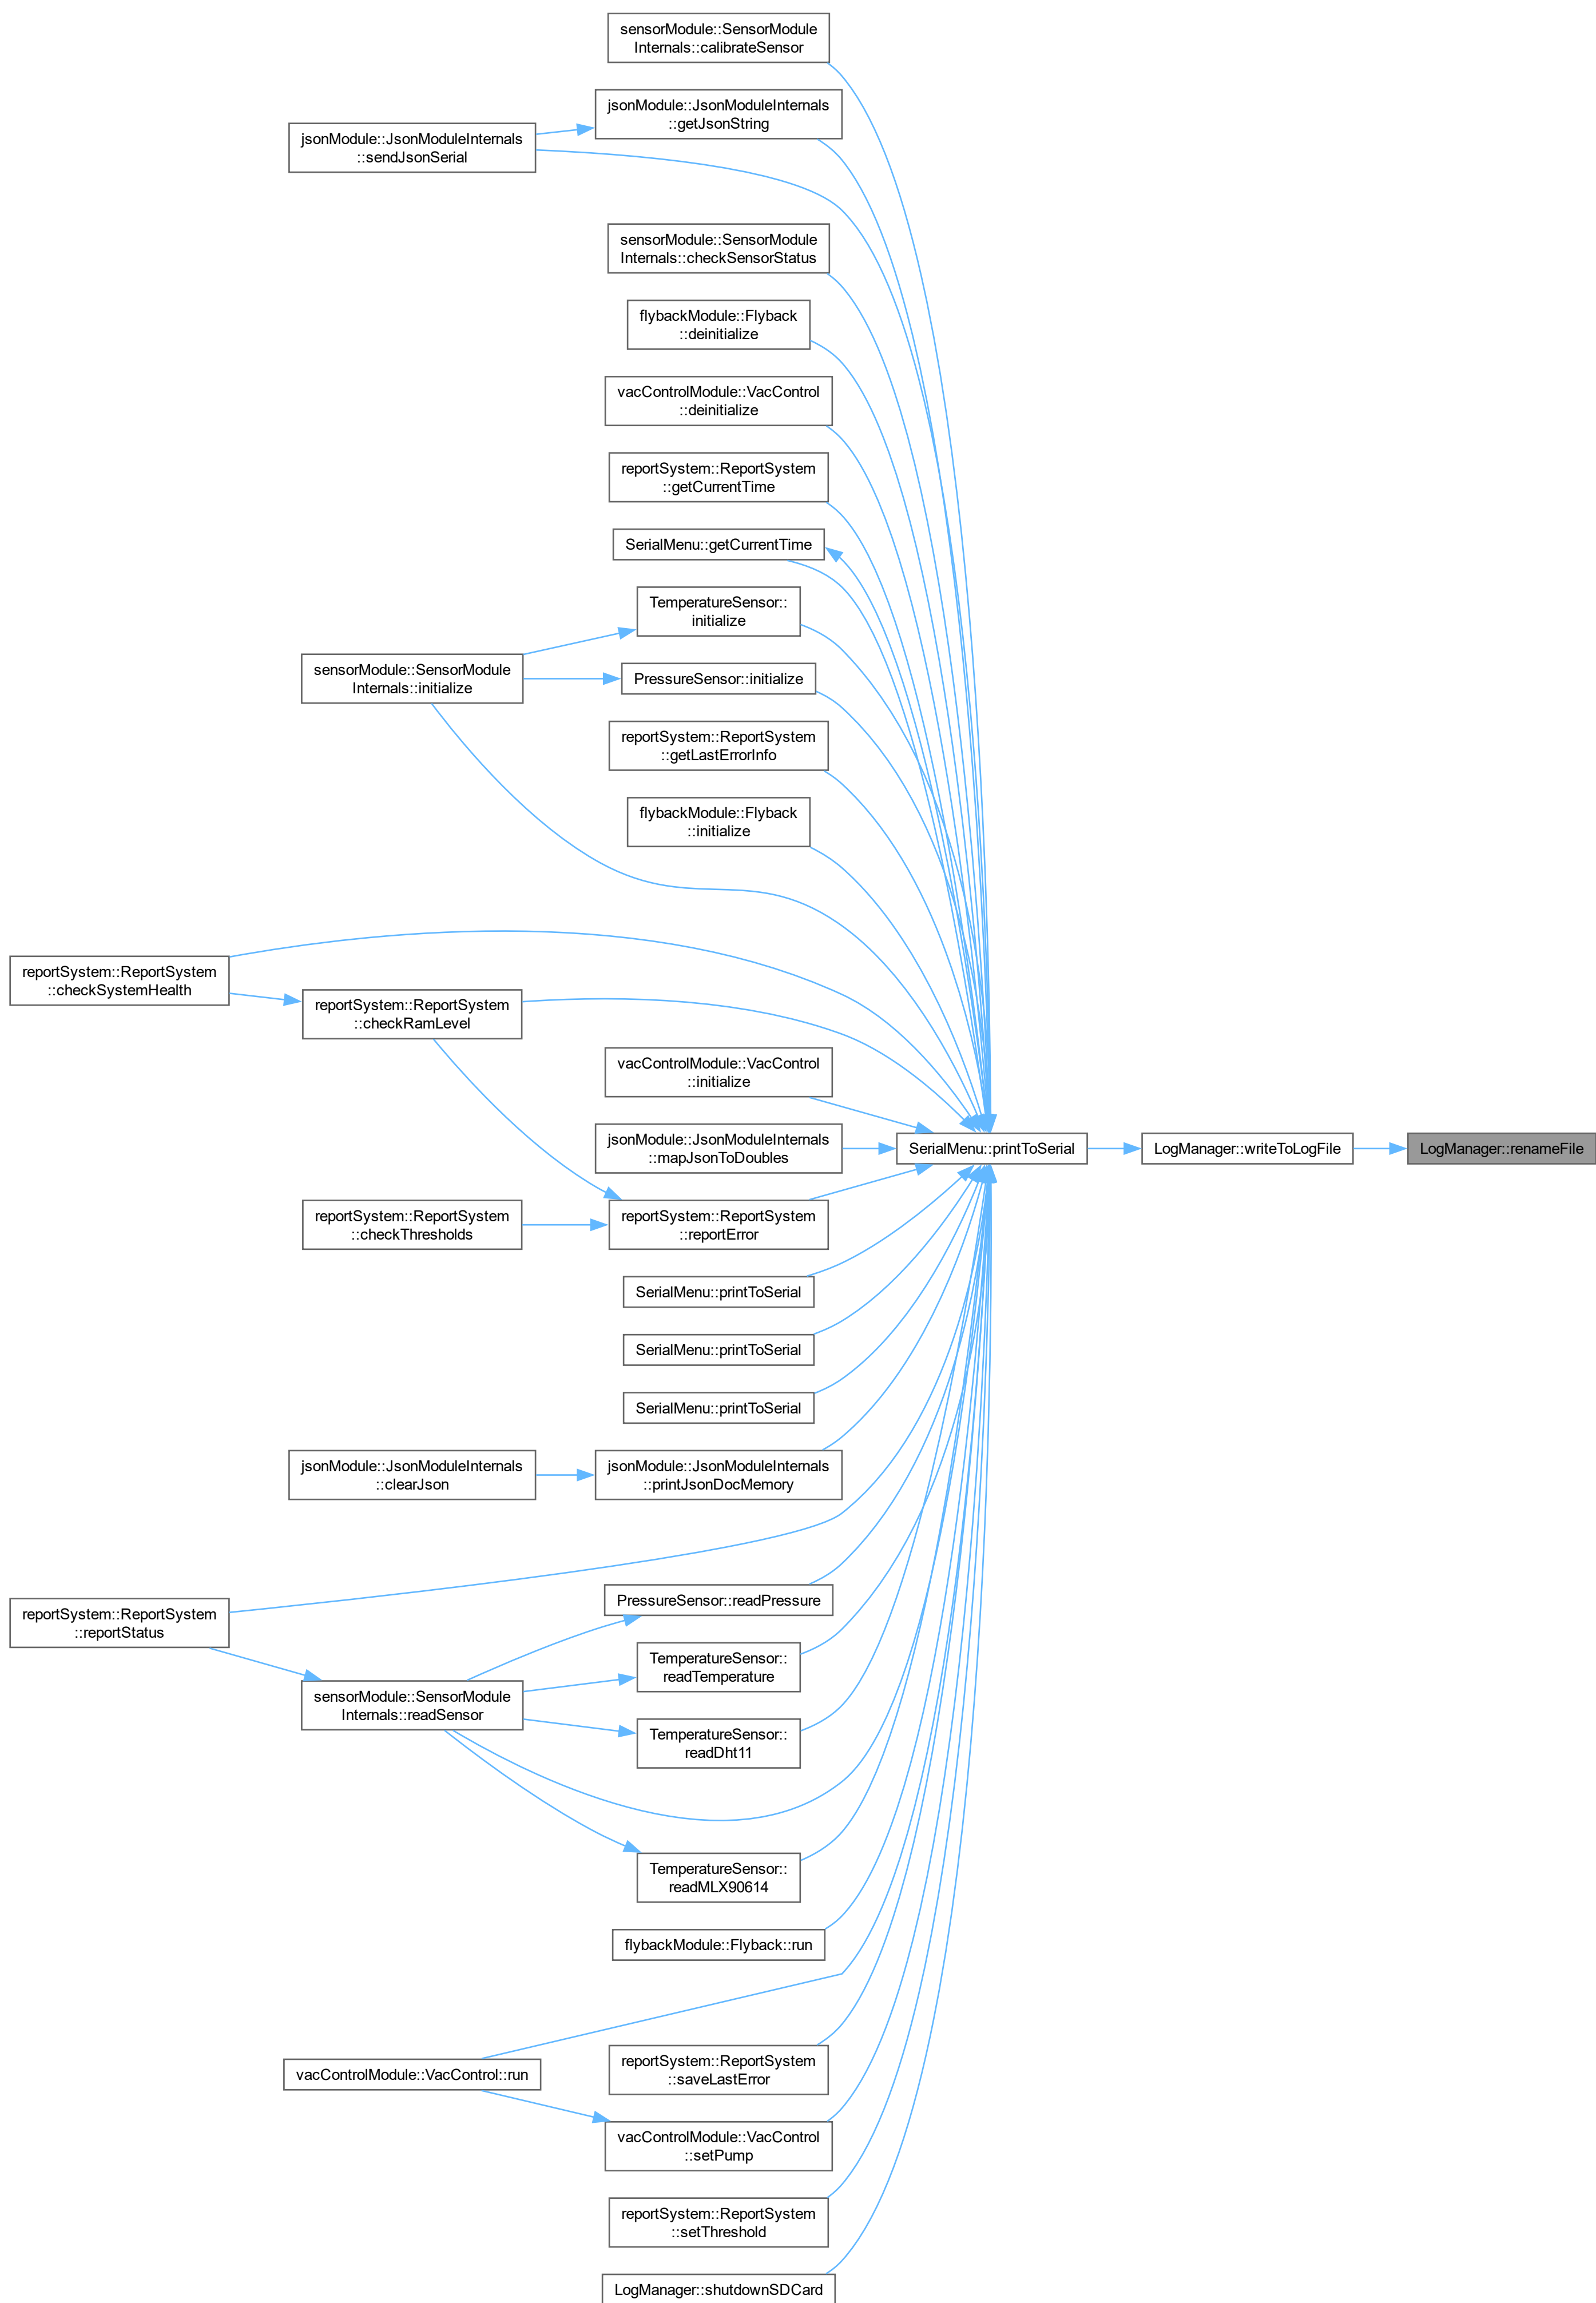 sensorModule::SensorModule
Internals::calibrateSensor
jsonModule::JsonModuleInternals
::getJsonString
jsonModule::JsonModuleInternals
::sendJsonSerial
sensorModule::SensorModule
Internals::checkSensorStatus
flybackModule::Flyback
::deinitialize
vacControlModule::VacControl
::deinitialize
reportSystem::ReportSystem
::getCurrentTime
SerialMenu::getCurrentTime
TemperatureSensor::
initialize
sensorModule::SensorModule
Internals::initialize
PressureSensor::initialize
reportSystem::ReportSystem
::getLastErrorInfo
flybackModule::Flyback
::initialize
reportSystem::ReportSystem
::checkSystemHealth
reportSystem::ReportSystem
::checkRamLevel
vacControlModule::VacControl
::initialize
jsonModule::JsonModuleInternals
::mapJsonToDoubles
SerialMenu::printToSerial
LogManager::writeToLogFile
LogManager::renameFile
reportSystem::ReportSystem
::checkThresholds
reportSystem::ReportSystem
::reportError
SerialMenu::printToSerial
SerialMenu::printToSerial
SerialMenu::printToSerial
jsonModule::JsonModuleInternals
::clearJson
jsonModule::JsonModuleInternals
::printJsonDocMemory
PressureSensor::readPressure
reportSystem::ReportSystem
::reportStatus
TemperatureSensor::
readTemperature
sensorModule::SensorModule
Internals::readSensor
TemperatureSensor::
readDht11
TemperatureSensor::
readMLX90614
flybackModule::Flyback::run
vacControlModule::VacControl::run
reportSystem::ReportSystem
::saveLastError
vacControlModule::VacControl
::setPump
reportSystem::ReportSystem
::setThreshold
LogManager::shutdownSDCard